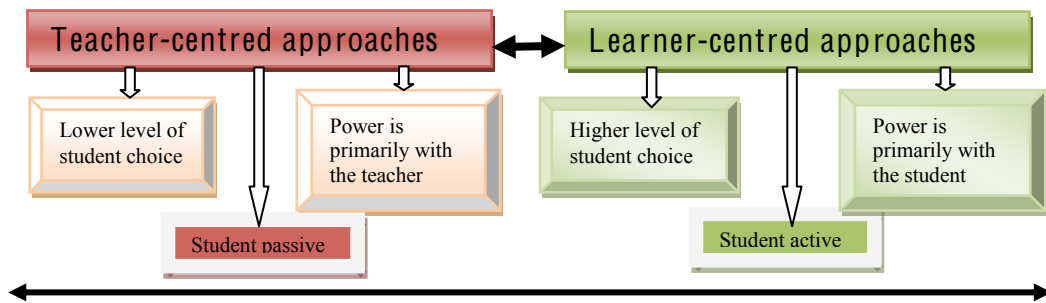 Teacher-centred approaches
Learner-centred approaches
Lower level of
student choice
Power is
primarily with
the teacher
Student passive
Higher level of
student choice
Power is
primarily with
the student
Student active